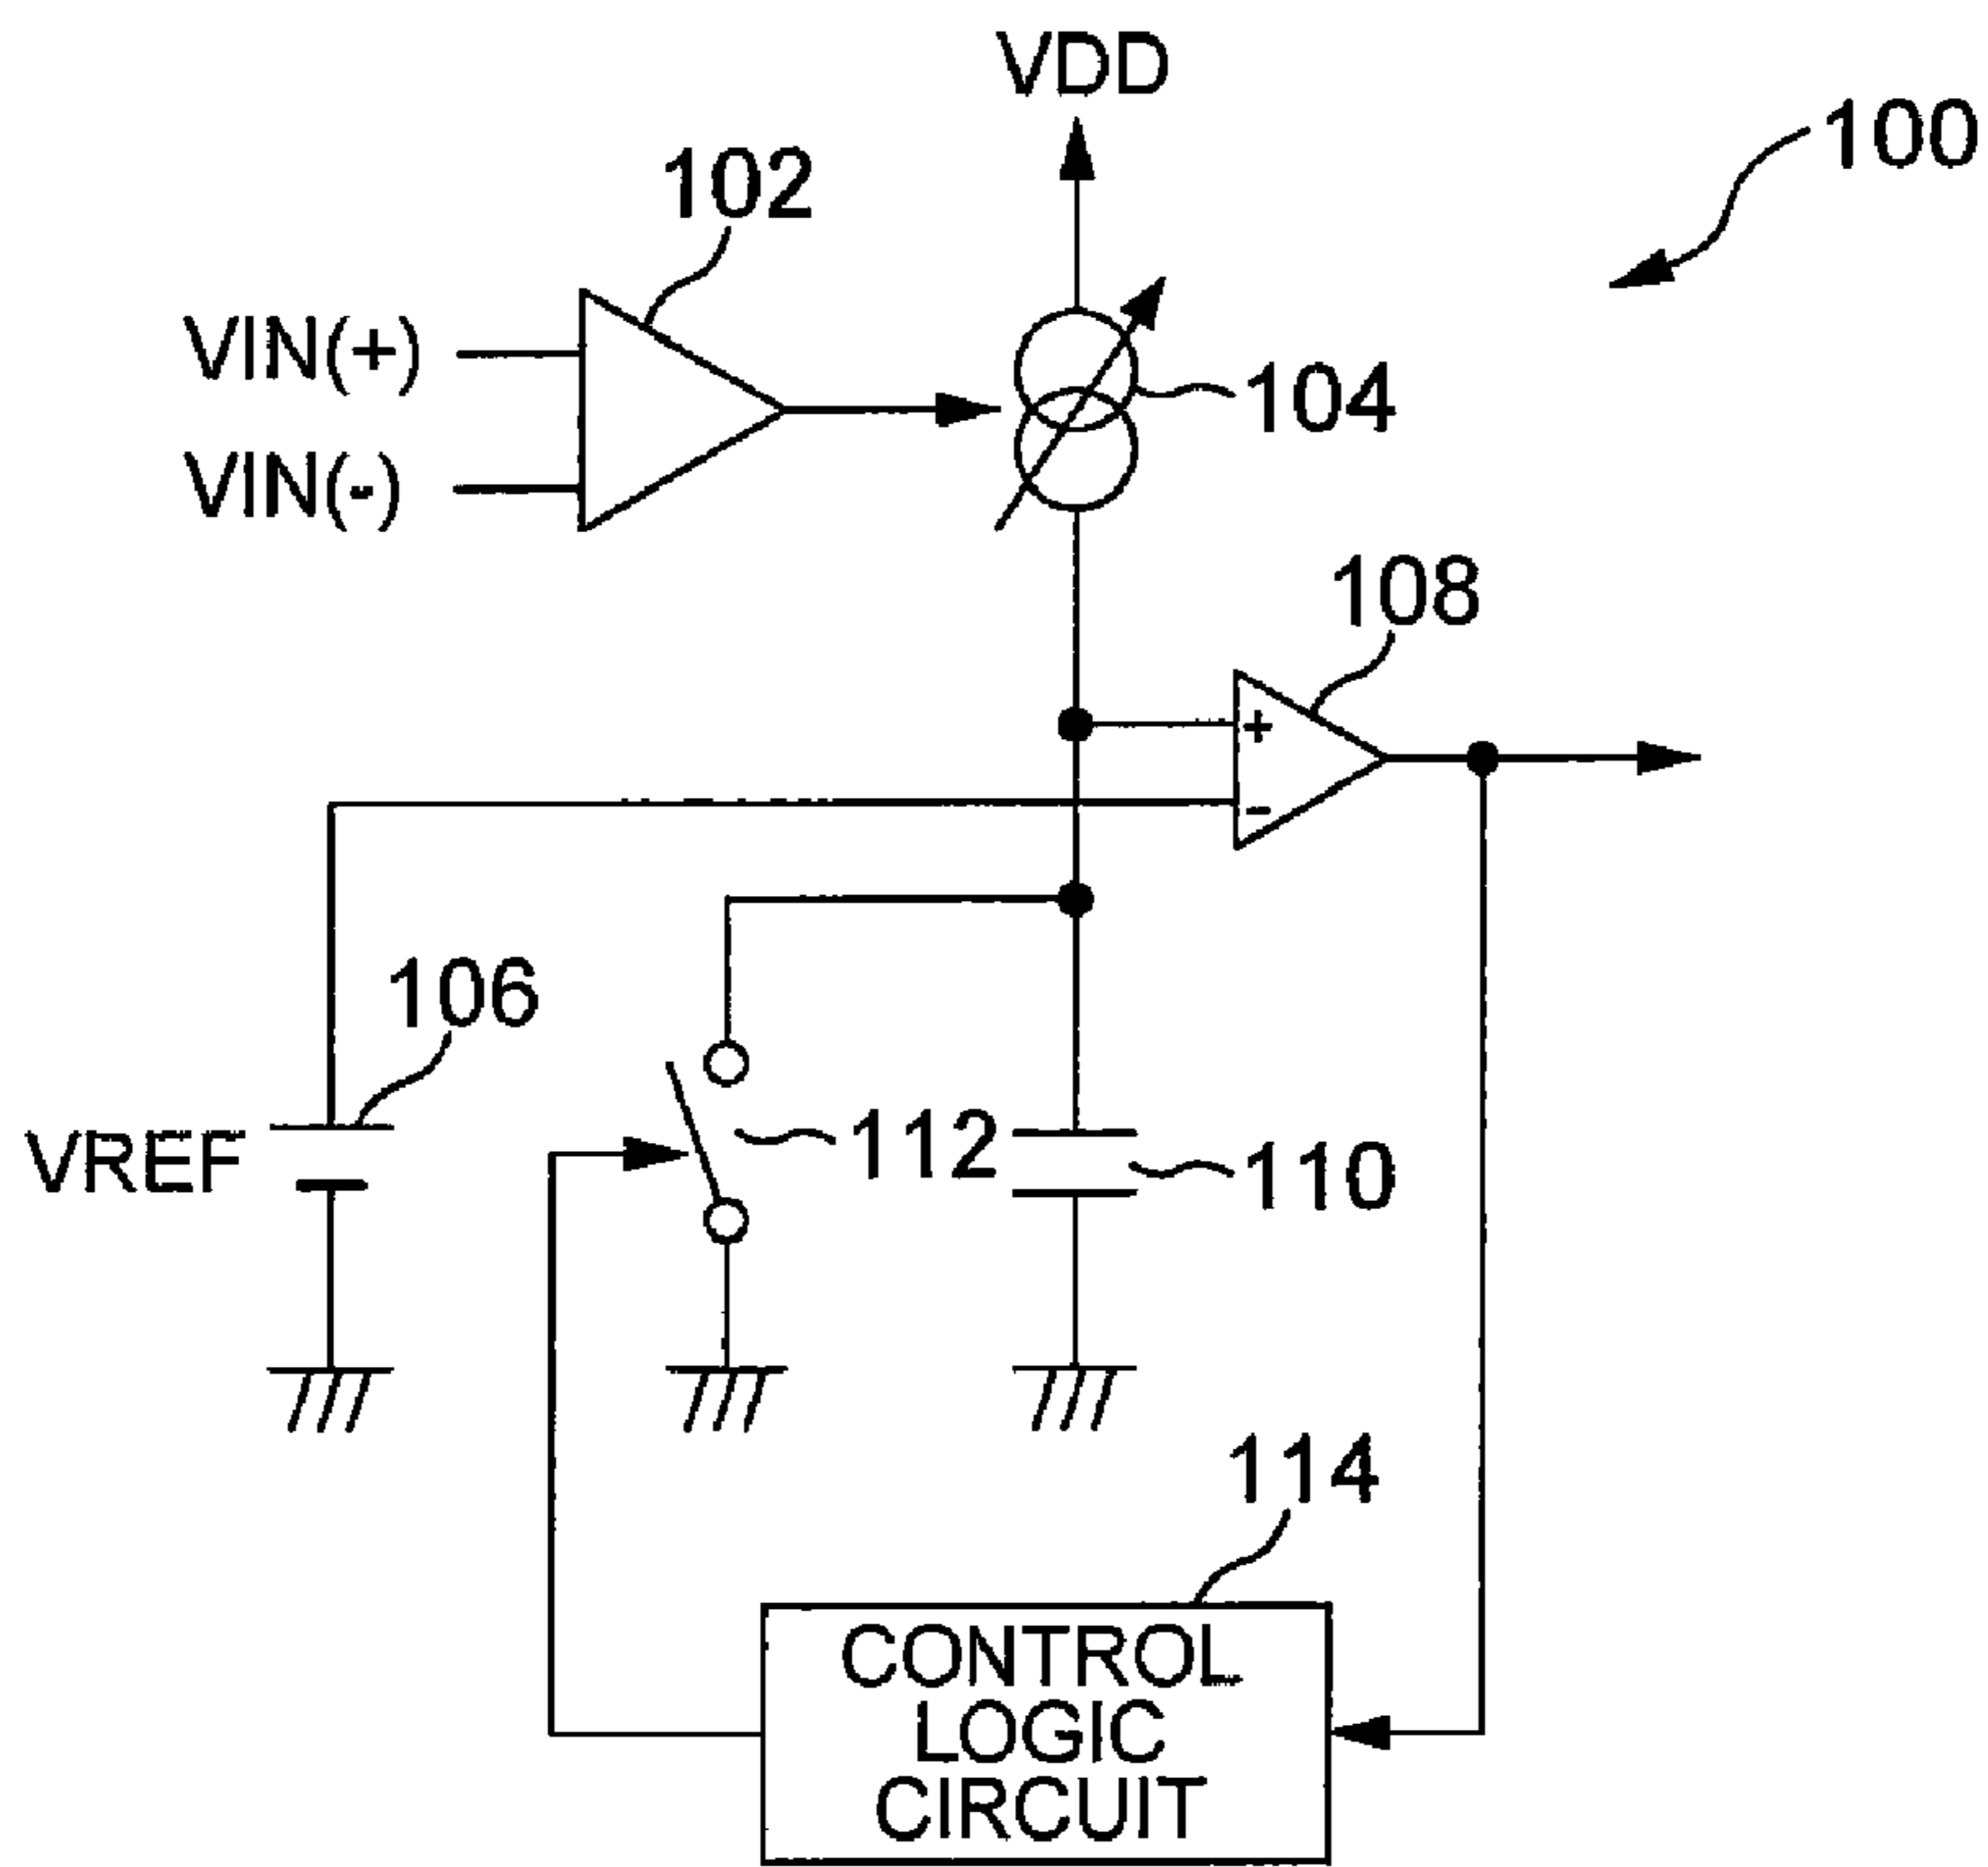 VDD
100
102
VIN(+)
104
VIN(-)
108
+
-
106
VREF
112
110
114
CONTROL
LOGIC
CIRCUIT